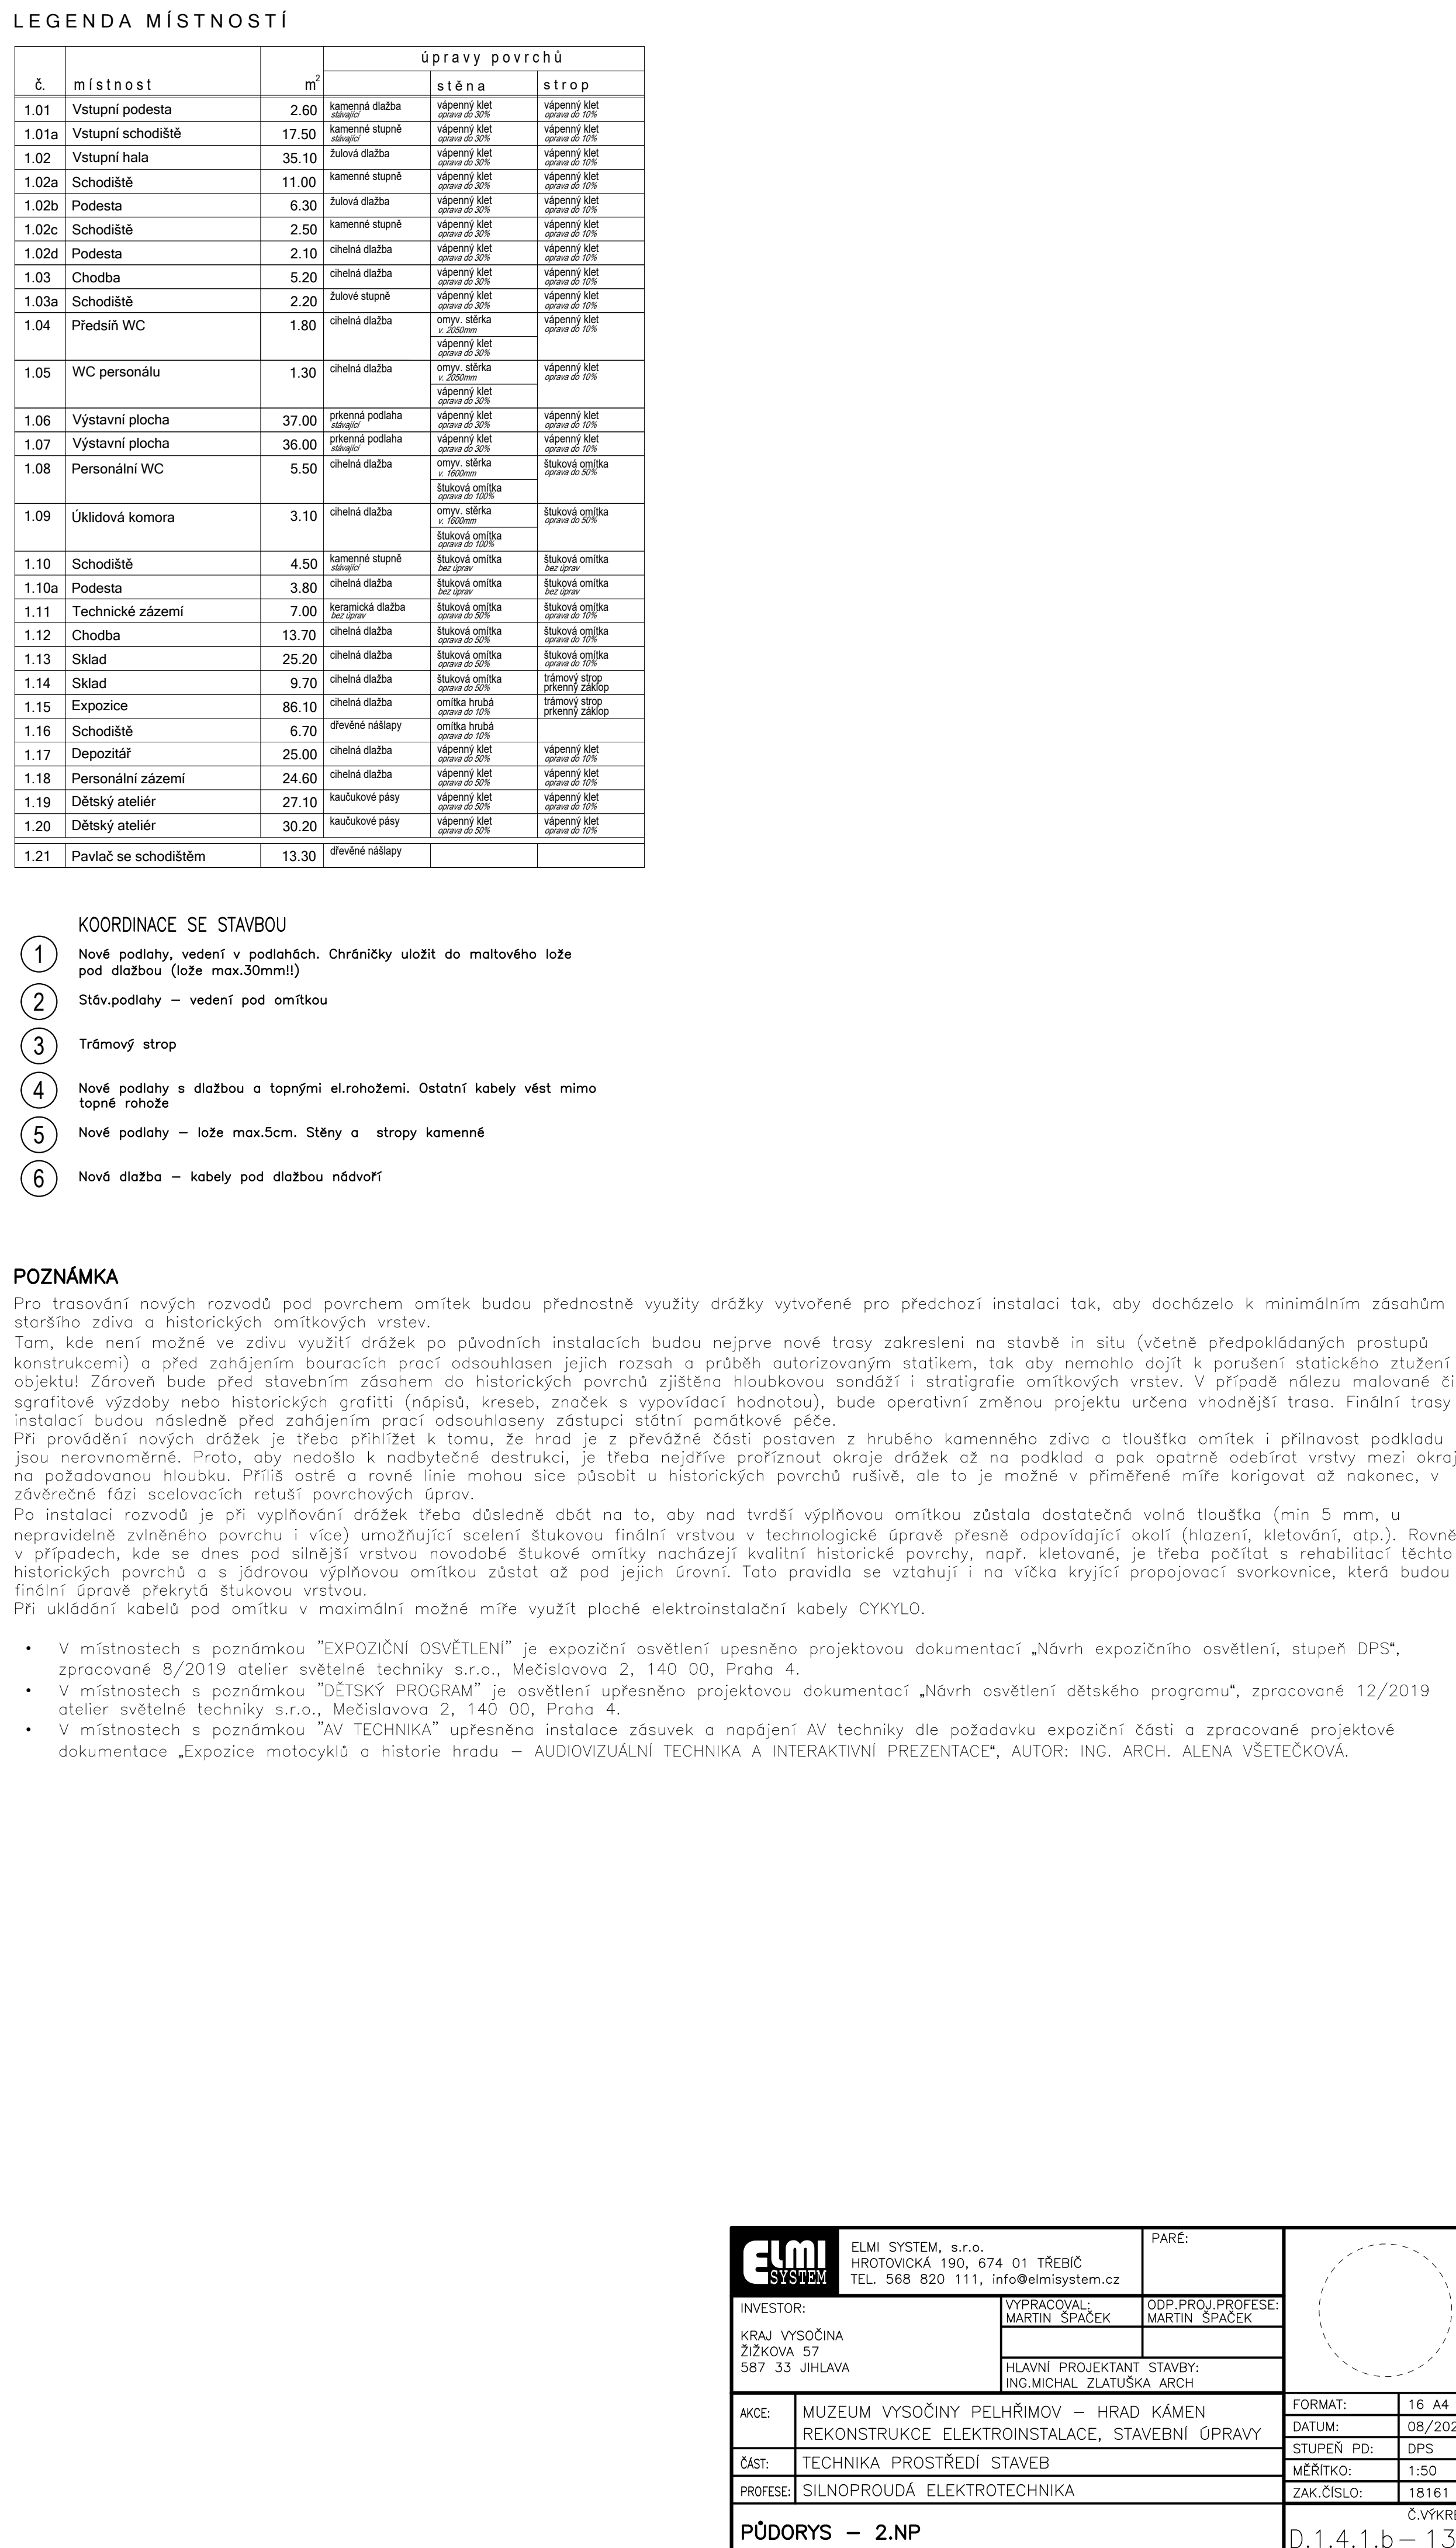 LEGENDA MÍSTNOSTÍ
úpravy povrchů
č. místnost m² stěna strop
1.01 Vstupní podesta 2.60 kamenná dlažba vápenný klet vápenný klet
stávající oprava do 30% oprava do 10%
1.01a Vstupní schodiště 17.50 kamenné stupně vápenný klet vápenný klet
stávající oprava do 30% oprava do 10%
1.02 Vstupní hala 35.10 žulová dlažba vápenný klet vápenný klet
oprava do 30% oprava do 10%
1.02a Schodiště 11.00 kamenné stupně vápenný klet vápenný klet
oprava do 30% oprava do 10%
1.02b Podesta 6.30 žulová dlažba vápenný klet vápenný klet
oprava do 30% oprava do 10%
1.02c Schodiště 2.50 kamenné stupně vápenný klet vápenný klet
oprava do 30% oprava do 10%
1.02d Podesta 2.10 cihelná dlažba vápenný klet vápenný klet
oprava do 30% oprava do 10%
1.03 Chodba 5.20 cihelná dlažba vápenný klet vápenný klet
oprava do 30% oprava do 10%
1.03a Schodiště 2.20 žulové stupně vápenný klet vápenný klet
oprava do 30% oprava do 10%
1.04 Předsíň WC 1.80 cihelná dlažba omyv. stěrka vápenný klet
v. 2050mm oprava do 10%
vápenný klet
oprava do 30%
1.05 WC personálu 1.30 cihelná dlažba omyv. stěrka vápenný klet
v. 2050mm oprava do 10%
vápenný klet
oprava do 30%
1.06 Výstavní plocha 37.00 prkenná podlaha vápenný klet vápenný klet
stávající oprava do 30% oprava do 10%
1.07 Výstavní plocha 36.00 prkenná podlaha vápenný klet vápenný klet
stávající oprava do 30% oprava do 10%
1.08 Personální WC 5.50 cihelná dlažba omyv. stěrka štuková omítka
v. 1600mm oprava do 50%
štuková omítka
oprava do 100%
1.09 Úklidová komora 3.10 cihelná dlažba omyv. stěrka štuková omítka
v. 1600mm oprava do 50%
štuková omítka
oprava do 100%
1.10 Schodiště 4.50 kamenné stupně štuková omítka štuková omítka
stávající bez úprav bez úprav
1.10a Podesta 3.80 cihelná dlažba štuková omítka štuková omítka
bez úprav bez úprav
1.11 Technické zázemí 7.00 keramická dlažba štuková omítka štuková omítka
bez úprav oprava do 50% oprava do 10%
1.12 Chodba 13.70 cihelná dlažba štuková omítka štuková omítka
oprava do 50% oprava do 10%
1.13 Sklad 25.20 cihelná dlažba štuková omítka štuková omítka
oprava do 50% oprava do 10%
1.14 Sklad 9.70 cihelná dlažba štuková omítka trámový strop
oprava do 50% prkenný záklop
1.15 Expozice 86.10 cihelná dlažba omítka hrubá trámový strop
oprava do 10% prkenný záklop
1.16 Schodiště 6.70 dřevěné nášlapy omítka hrubá
oprava do 10%
1.17 Depozitář 25.00 cihelná dlažba vápenný klet vápenný klet
oprava do 50% oprava do 10%
1.18 Personální zázemí 24.60 cihelná dlažba vápenný klet vápenný klet
oprava do 50% oprava do 10%
1.19 Dětský ateliér 27.10 kaučukové pásy vápenný klet vápenný klet
oprava do 50% oprava do 10%
1.20 Dětský ateliér 30.20 kaučukové pásy vápenný klet vápenný klet
oprava do 50% oprava do 10%
1.21 Pavlač se schodištěm 13.30 dřevěné nášlapy
KOORDINACE SE STAVBOU
1 Nové podlahy, vedení v podlahách. Chráničky uložit do maltového lože
pod dlažbou (lože max.30mm!!)
2 Stáv.podlahy – vedení pod omítkou
3 Trámový strop
4 Nové podlahy s dlažbou a topnými el.rohožemi. Ostatní kabely vést mimo
topné rohože
5 Nové podlahy – lože max.5cm. Stěny a stropy kamenné
6 Nová dlažba – kabely pod dlažbou nádvoří
POZNÁMKA
Pro trasování nových rozvodů pod povrchem omítek budou přednostně využity drážky vytvořené pro předchozí instalaci tak, aby docházelo k minimálním zásahům
staršího zdiva a historických omítkových vrstev.
Tam, kde není možné ve zdivu využití drážek po původních instalacích budou nejprve nové trasy zakresleni na stavbě in situ (včetně předpokládaných prostupů
konstrukcemi) a před zahájením bouracích prací odsouhlasen jejich rozsah a průběh autorizovaným statikem, tak aby nemohlo dojít k porušení statického ztužení
objektu! Zároveň bude před stavebním zásahem do historických povrchů zjištěna hloubkovou sondáží i stratigrafie omítkových vrstev. V případě nálezu malované či
sgrafitové výzdoby nebo historických grafitti (nápisů, kreseb, značek s vypovídací hodnotou), bude operativní změnou projektu určena vhodnější trasa. Finální trasy
instalací budou následně před zahájením prací odsouhlaseny zástupci státní památkové péče.
Při provádění nových drážek je třeba přihlížet k tomu, že hrad je z převážné části postaven z hrubého kamenného zdiva a tloušťka omítek i přilnavost podkladu
jsou nerovnoměrné. Proto, aby nedošlo k nadbytečné destrukci, je třeba nejdříve proříznout okraje drážek až na podklad a pak opatrně odebírat vrstvy mezi okraj
na požadovanou hloubku. Příliš ostré a rovné linie mohou sice působit u historických povrchů rušivě, ale to je možné v přiměřené míře korigovat až nakonec, v
závěrečné fázi scelovacích retuší povrchových úprav.
Po instalaci rozvodů je při vyplňování drážek třeba důsledně dbát na to, aby nad tvrdší výplňovou omítkou zůstala dostatečná volná tloušťka (min 5 mm, u
nepravidelně zvlněného povrchu i více) umožňující scelení štukovou finální vrstvou v technologické úpravě přesně odpovídající okolí (hlazení, kletování, atp.). Rovně
v případech, kde se dnes pod silnější vrstvou novodobé štukové omítky nacházejí kvalitní historické povrchy, např. kletované, je třeba počítat s rehabilitací těchto
historických povrchů a s jádrovou výplňovou omítkou zůstat až pod jejich úrovní. Tato pravidla se vztahují i na víčka kryjící propojovací svorkovnice, která budou
finální úpravě překrytá štukovou vrstvou.
Při ukládání kabelů pod omítku v maximální možné míře využít ploché elektroinstalační kabely CYKYLO.
• V místnostech s poznámkou "EXPOZIČNÍ OSVĚTLENÍ" je expoziční osvětlení upesněno projektovou dokumentací „Návrh expozičního osvětlení, stupeň DPS“,
zpracované 8/2019 atelier světelné techniky s.r.o., Mečislavova 2, 140 00, Praha 4.
• V místnostech s poznámkou "DĚTSKÝ PROGRAM" je osvětlení upřesněno projektovou dokumentací „Návrh osvětlení dětského programu“, zpracované 12/2019
atelier světelné techniky s.r.o., Mečislavova 2, 140 00, Praha 4.
• V místnostech s poznámkou "AV TECHNIKA" upřesněna instalace zásuvek a napájení AV techniky dle požadavku expoziční části a zpracované projektové
dokumentace „Expozice motocyklů a historie hradu – AUDIOVIZUÁLNÍ TECHNIKA A INTERAKTIVNÍ PREZENTACE“, AUTOR: ING. ARCH. ALENA VŠETEČKOVÁ.
ELMI SYSTEM
ELMI SYSTEM, s.r.o.
HROTOVICKÁ 190, 674 01 TŘEBÍČ
TEL. 568 820 111, info@elmisystem.cz
PARÉ:
INVESTOR:
KRAJ VYSOČINA
ŽIŽKOVA 57
587 33 JIHLAVA
VYPRACOVAL:
MARTIN ŠPAČEK
ODP.PROJ.PROFESE:
MARTIN ŠPAČEK
HLAVNÍ PROJEKTANT STAVBY:
ING.MICHAL ZLATUŠKA ARCH
AKCE: MUZEUM VYSOČINY PELHŘIMOV – HRAD KÁMEN
REKONSTRUKCE ELEKTROINSTALACE, STAVEBNÍ ÚPRAVY
ČÁST: TECHNIKA PROSTŘEDÍ STAVEB
PROFESE: SILNOPROUDÁ ELEKTROTECHNIKA
PŮDORYS – 2.NP
FORMAT: 16 A4
DATUM: 08/202
STUPEŇ PD: DPS
MĚŘÍTKO: 1:50
ZAK.ČÍSLO: 18161
Č.VÝKRE
D.1.4.1.b – 13